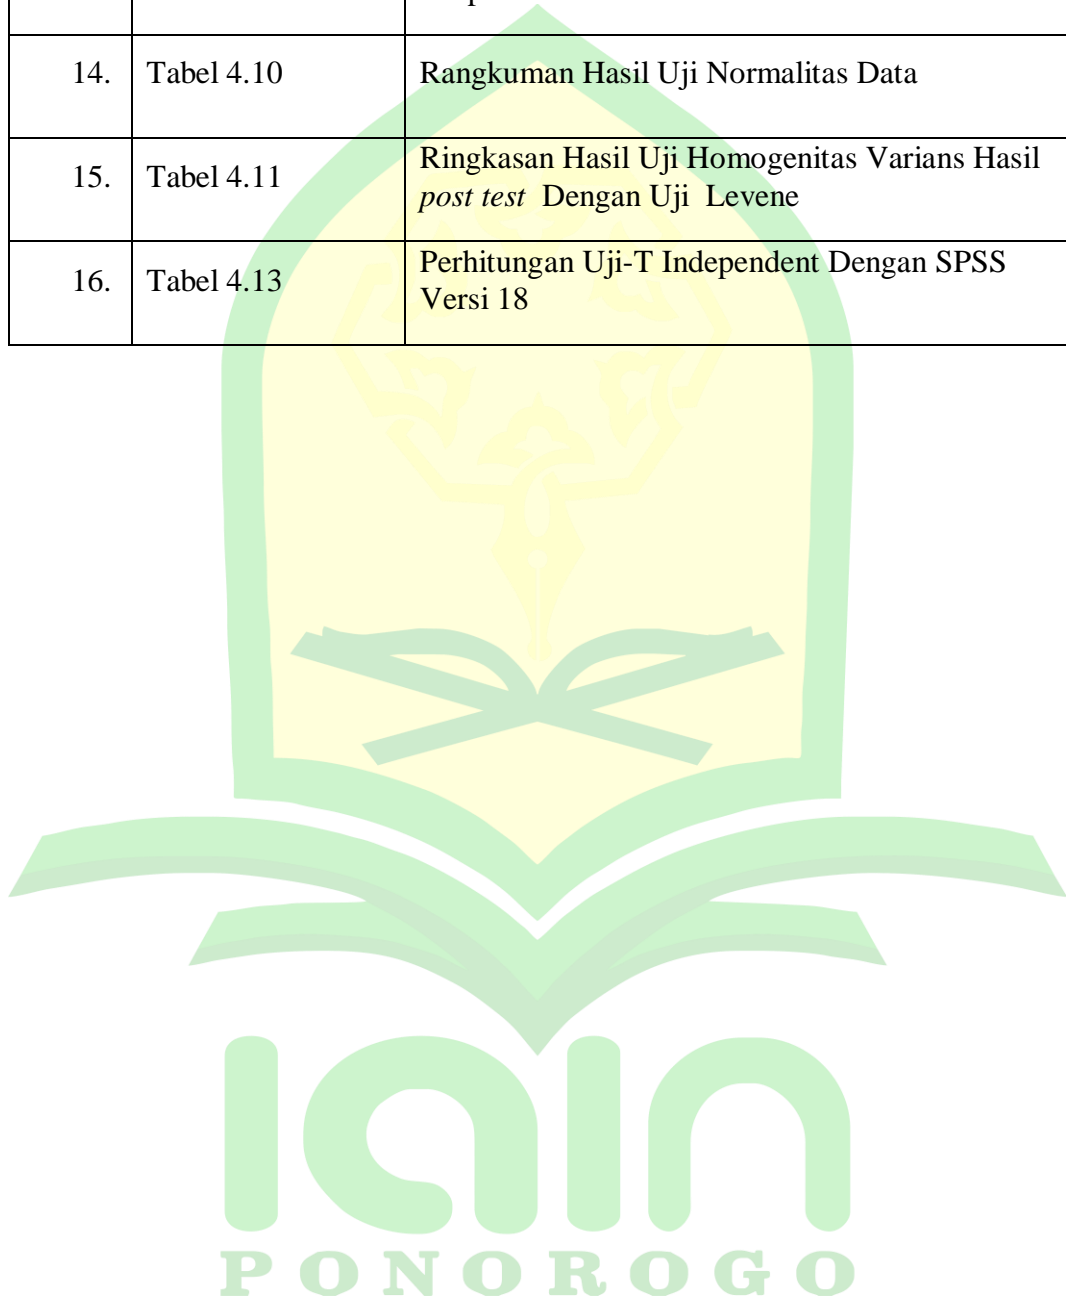 14. Tabel 4.10 Rangkuman Hasil Uji Normalitas Data
15. Tabel 4.11 Ringkasan Hasil Uji Homogenitas Varians Hasil
post test Dengan Uji Levene
16. Tabel 4.13 Perhitungan Uji-T Independent Dengan SPSS
Versi 18
iain
PONOROGO